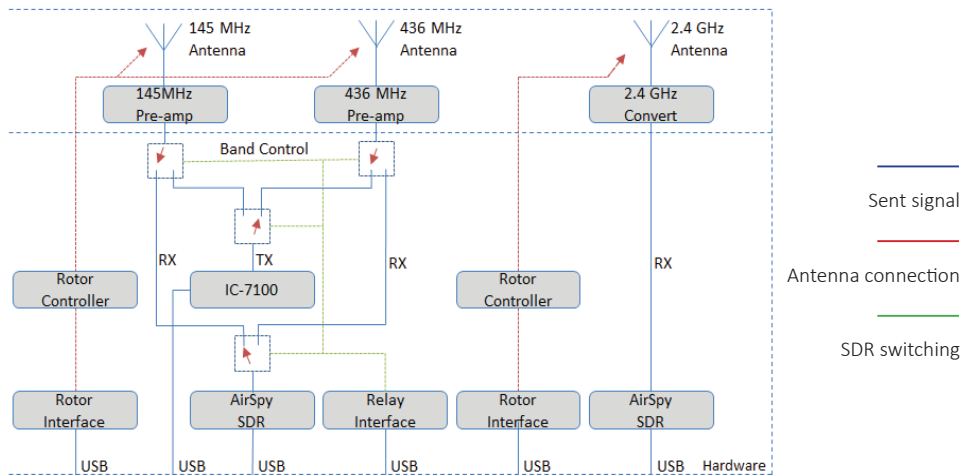 145 MHz
Antenna
436 MHz
Antenna
2.4 GHz
Antenna
145MHz
Pre-amp
436 MHz
Pre-amp
2.4 GHz
Convert
Band Control
Sent signal
RX
TX
RX
RX
Rotor
Controller
IC-7100
Rotor
Controller
Antenna connection
SDR switching
Rotor
Interface
AirSpy
SDR
Relay
Interface
Rotor
Interface
AirSpy
SDR
USB
USB
USB
USB
USB
USB
Hardware